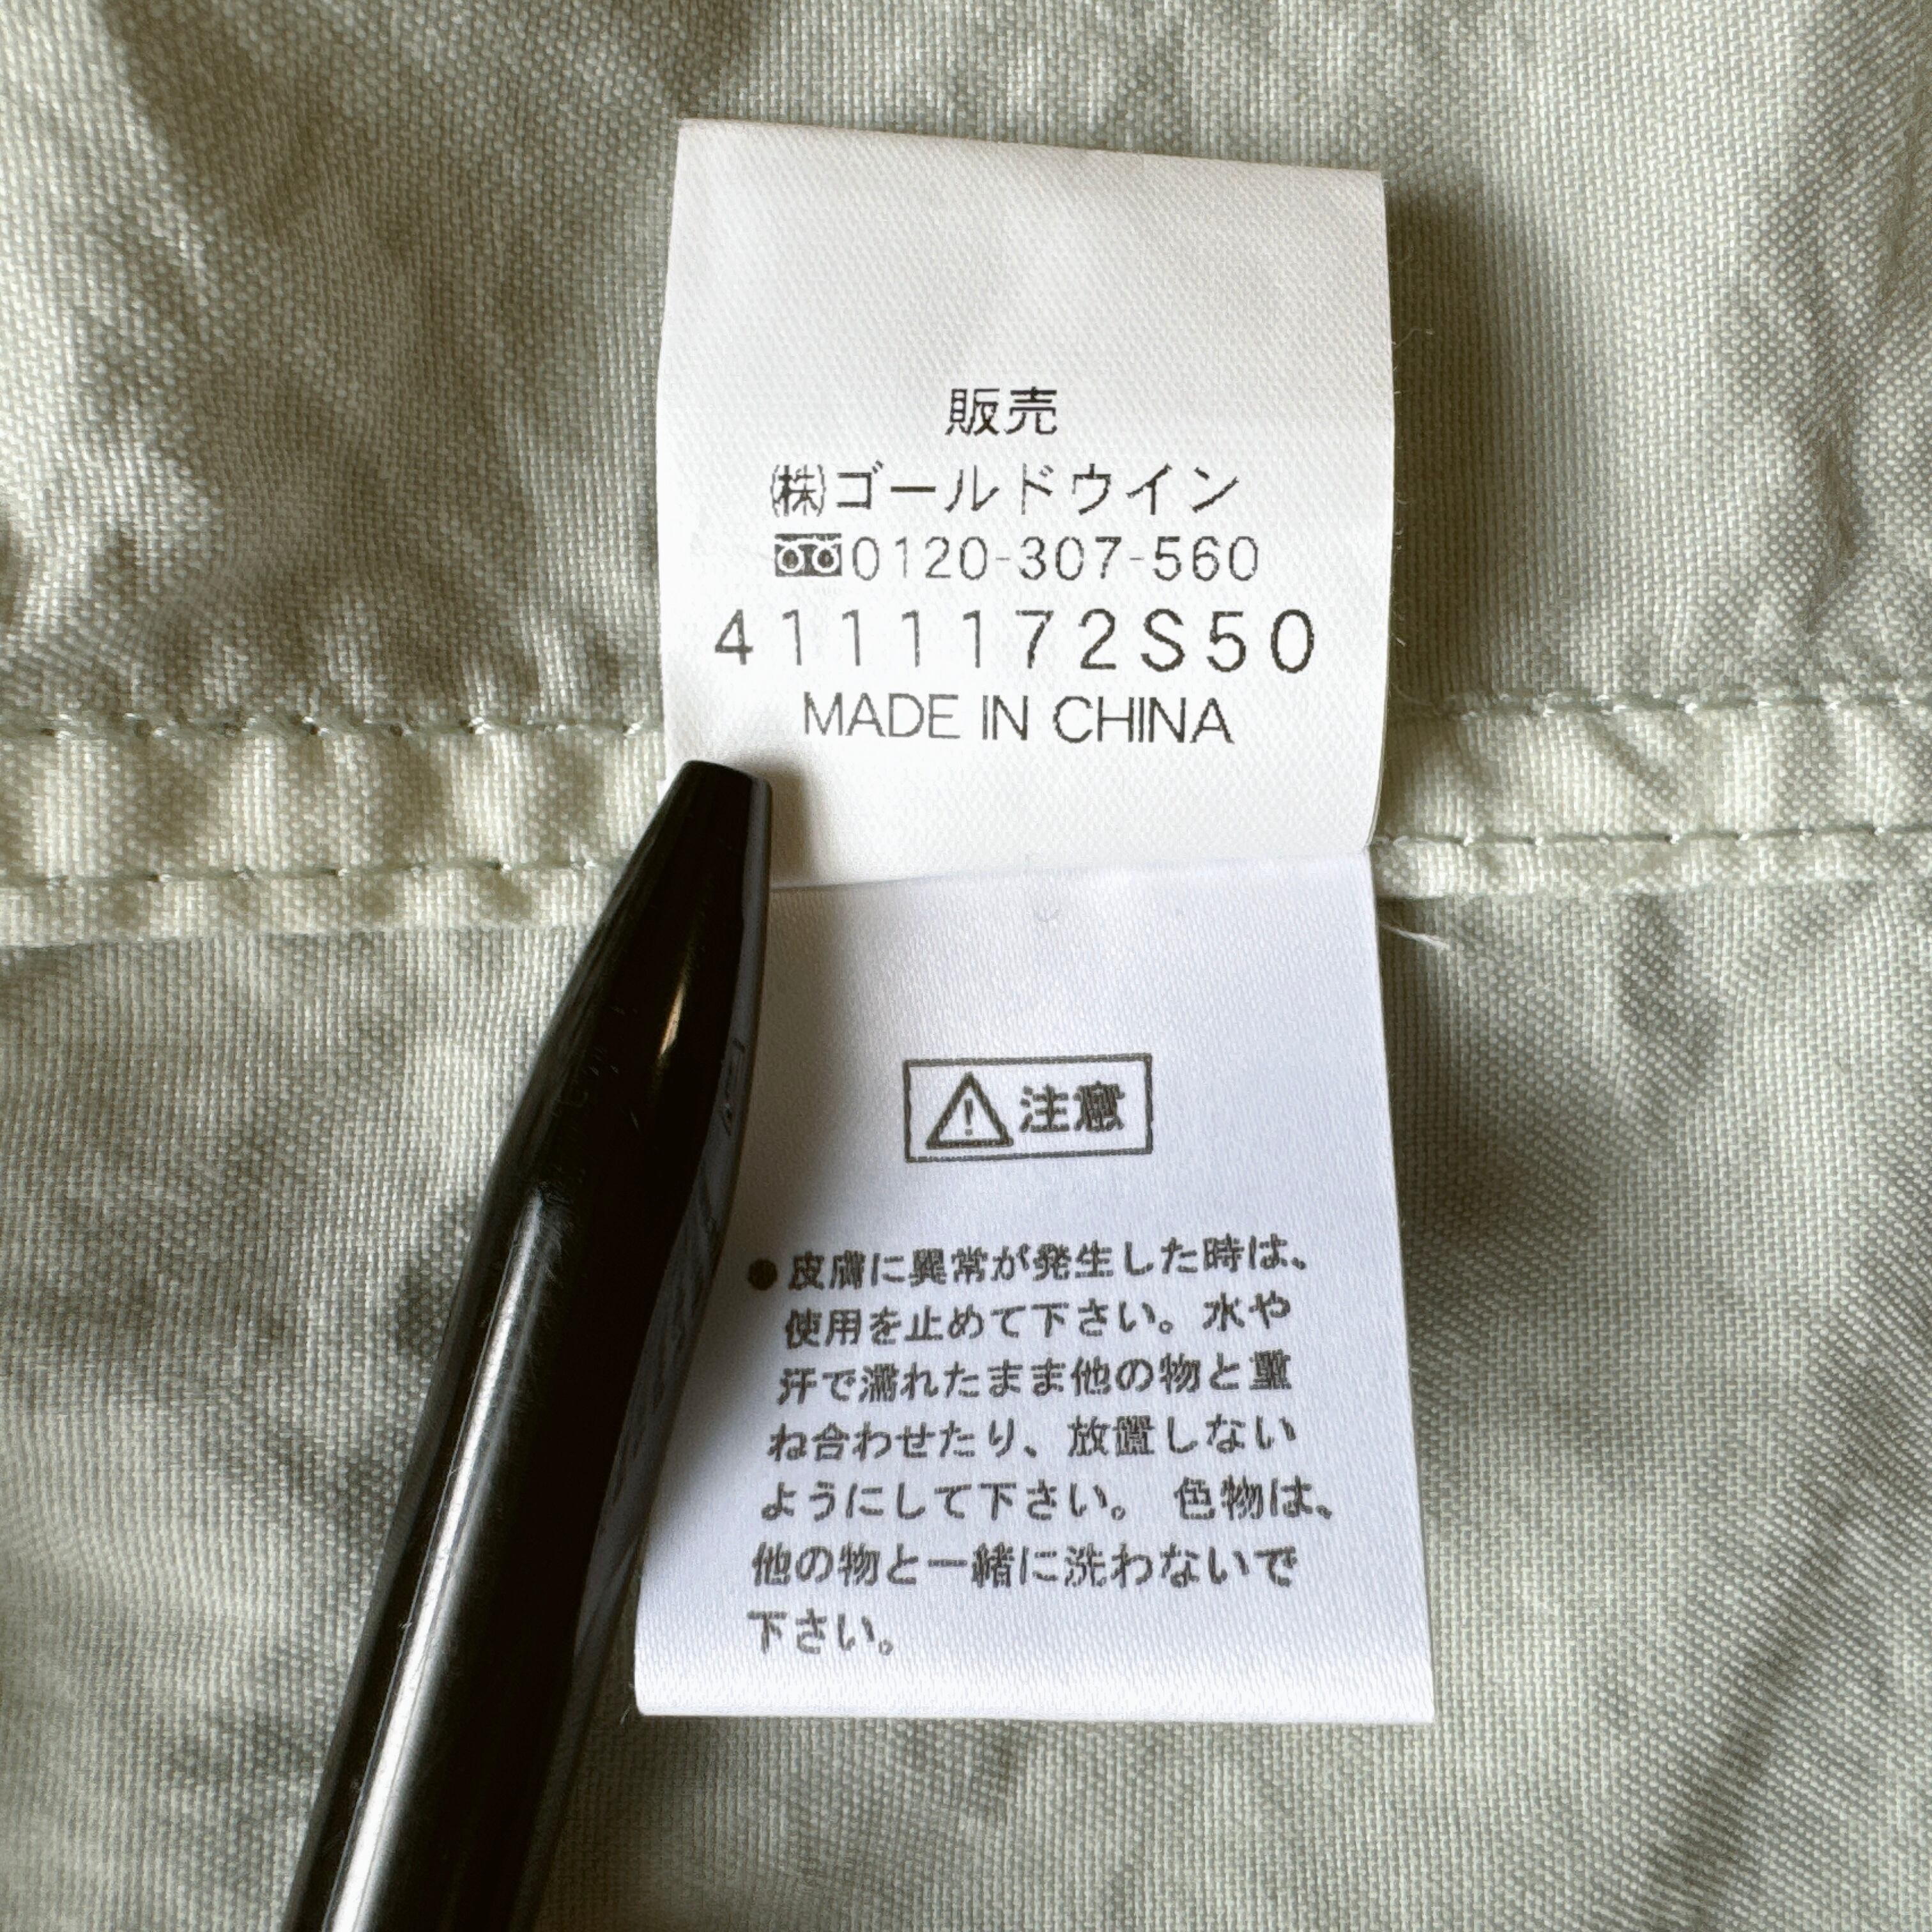 販売
㈱ゴールドウイン
0120-307-560
4111172S50
MADE IN CHINA
注意
●皮膚に異常が発生した時は、
使用を止めて下さい。水や
汗で濡れたまま他の物と重
ね合わせたり、放置しない
ようにして下さい。 色物は、
他の物と一緒に洗わないで
下さい。